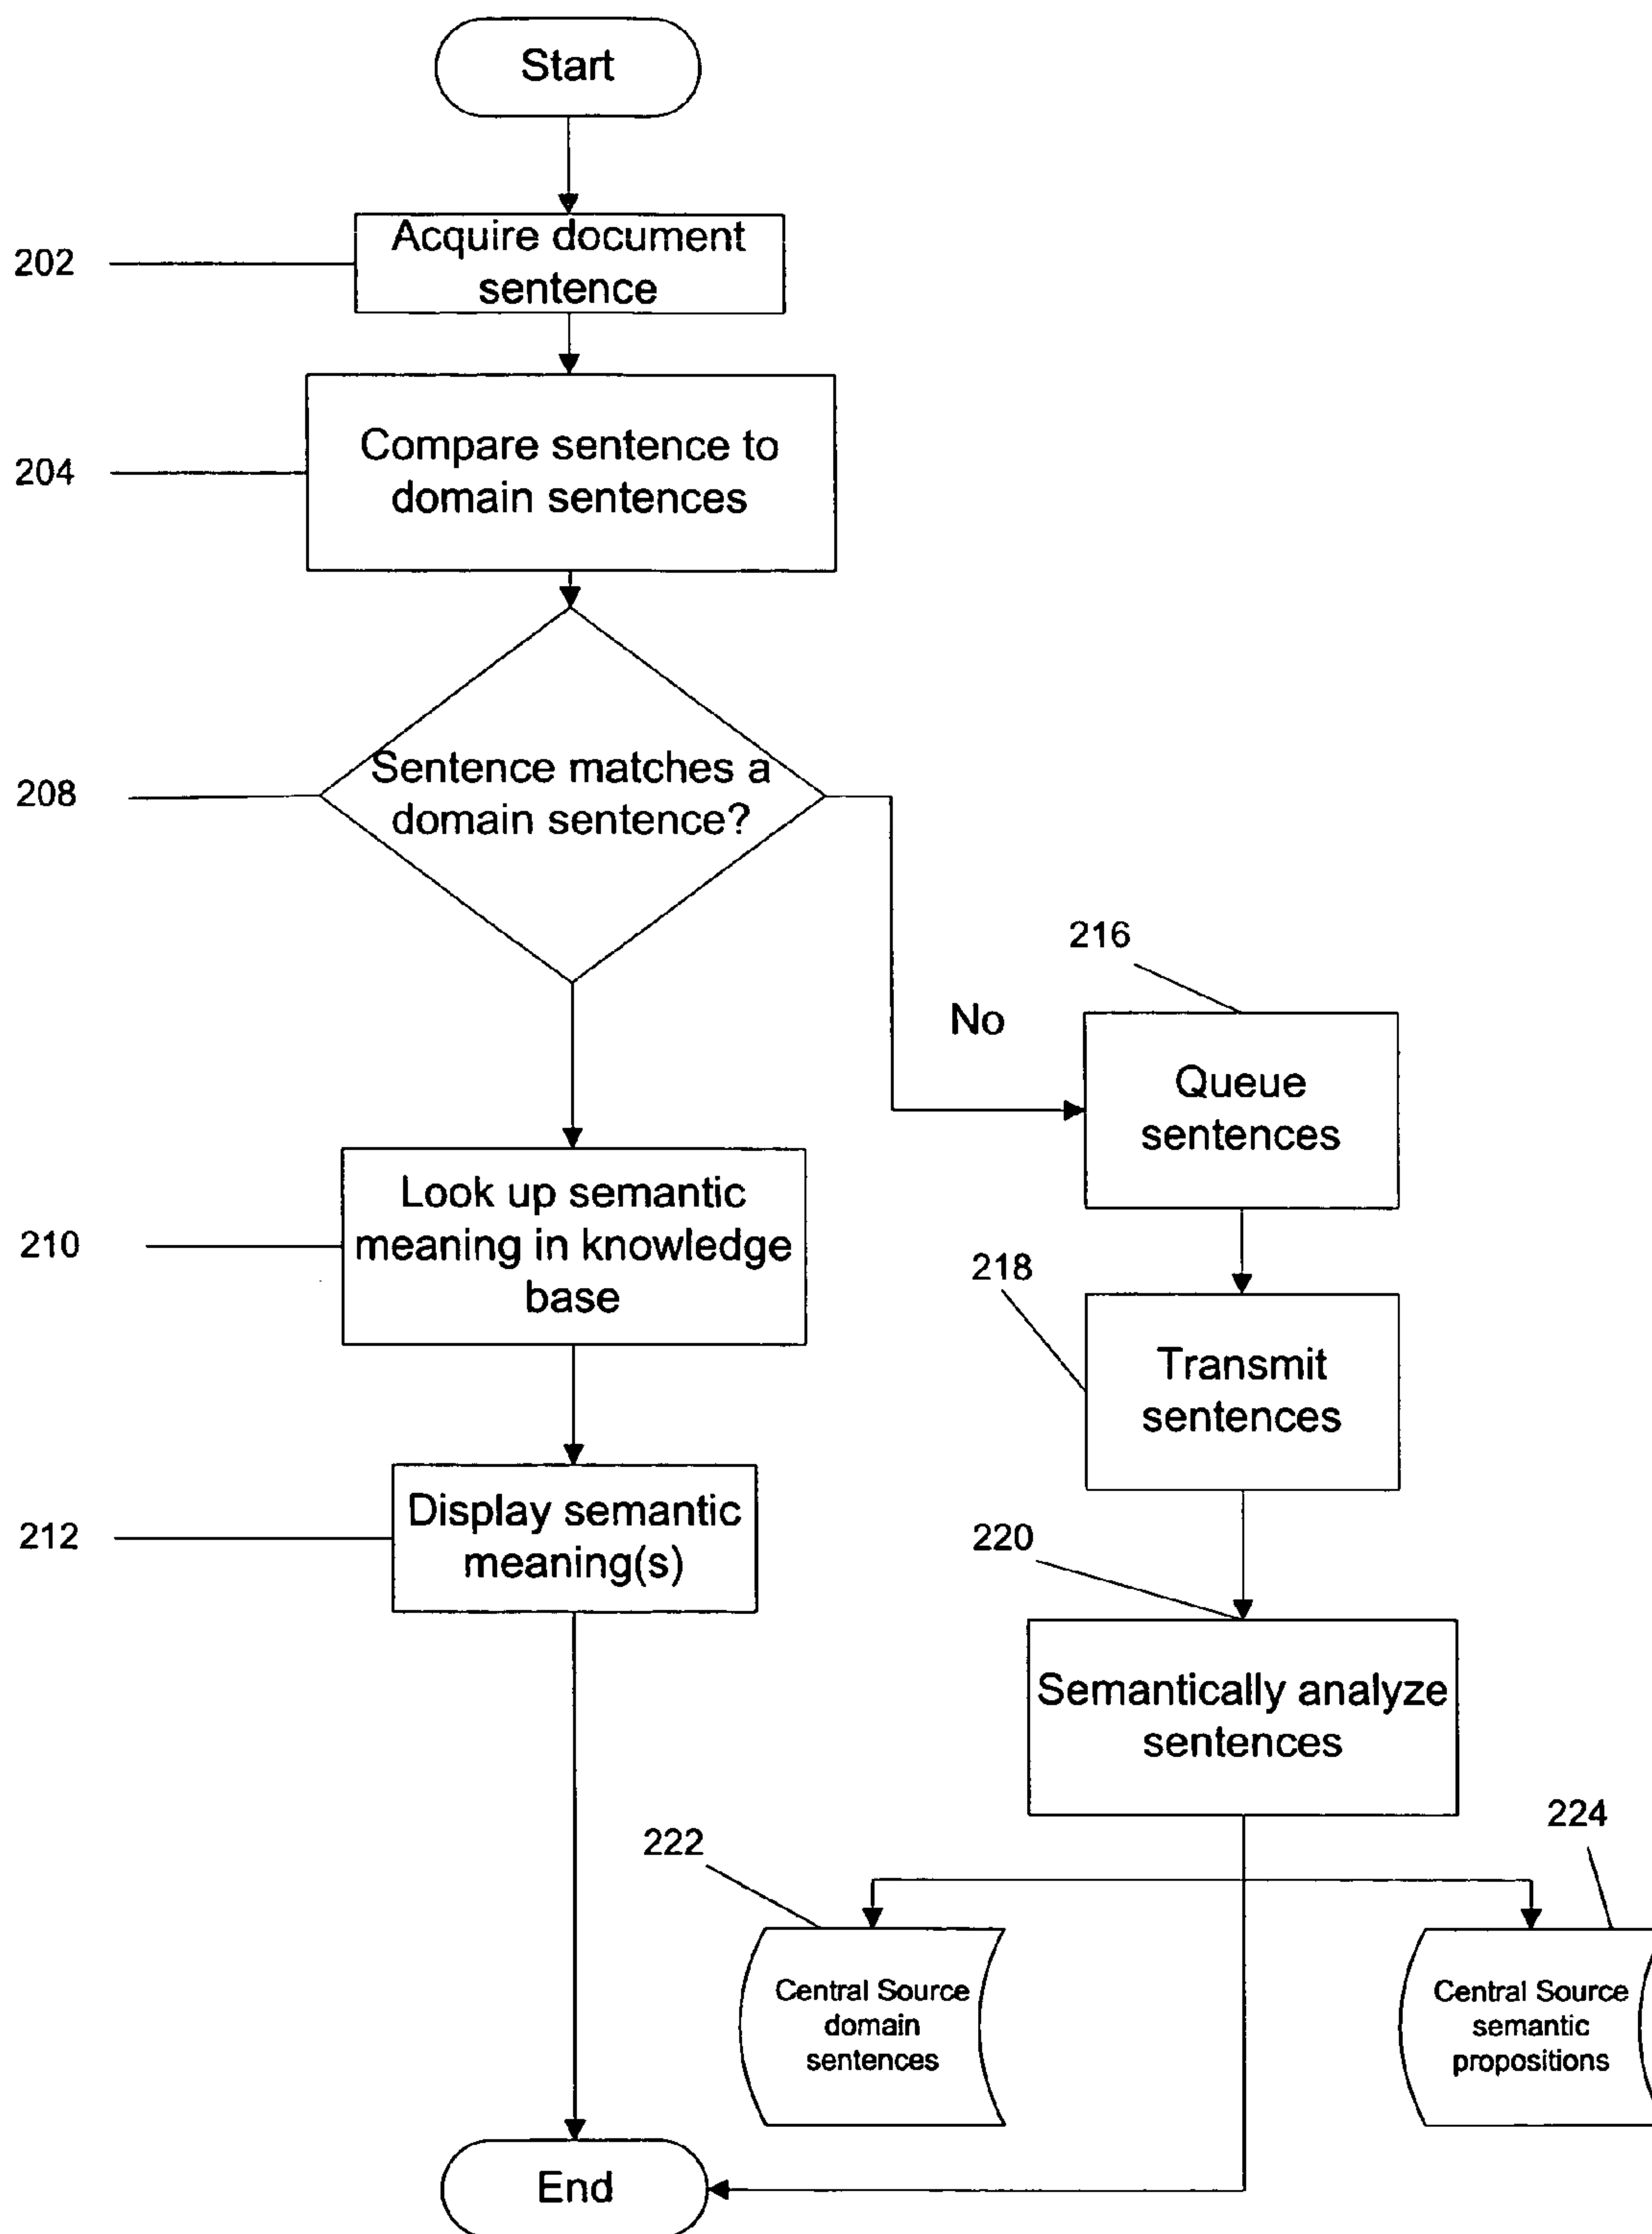 Start
202
Acquire document
sentence
204
Compare sentence to
domain sentences
208
Sentence matches a
domain sentence?
216
No
Queue
sentences
210
Look up semantic
meaning in knowledge
base
218
Transmit
sentences
212
Display semantic
meaning(s)
220
Semantically analyze
sentences
222
224
Central Source
domain
sentences
Central Source
semantic
propositions
End